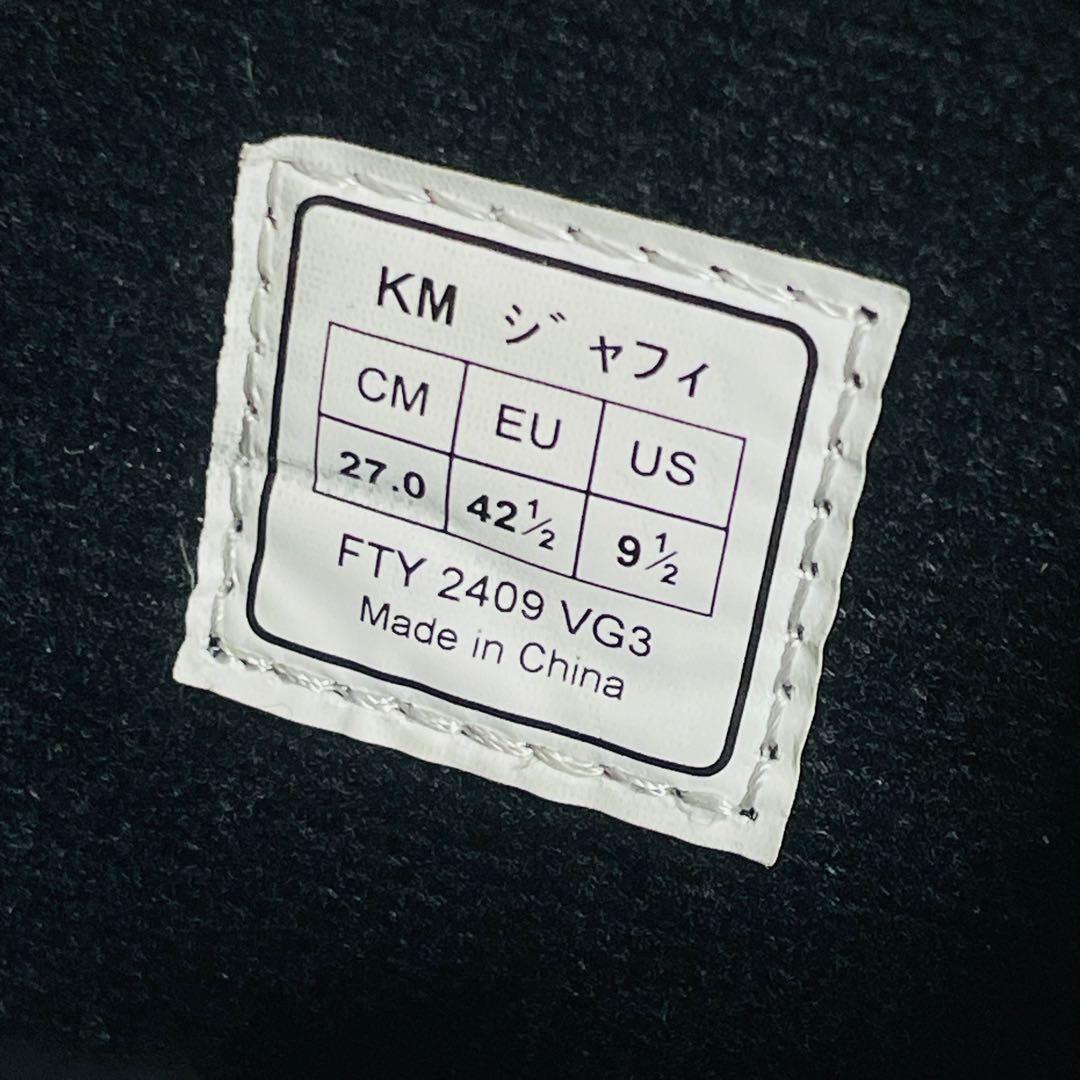 KM ジャフィ
CM EU US
27.0 42½ 9½
FTY 2409 VG3
Made in China